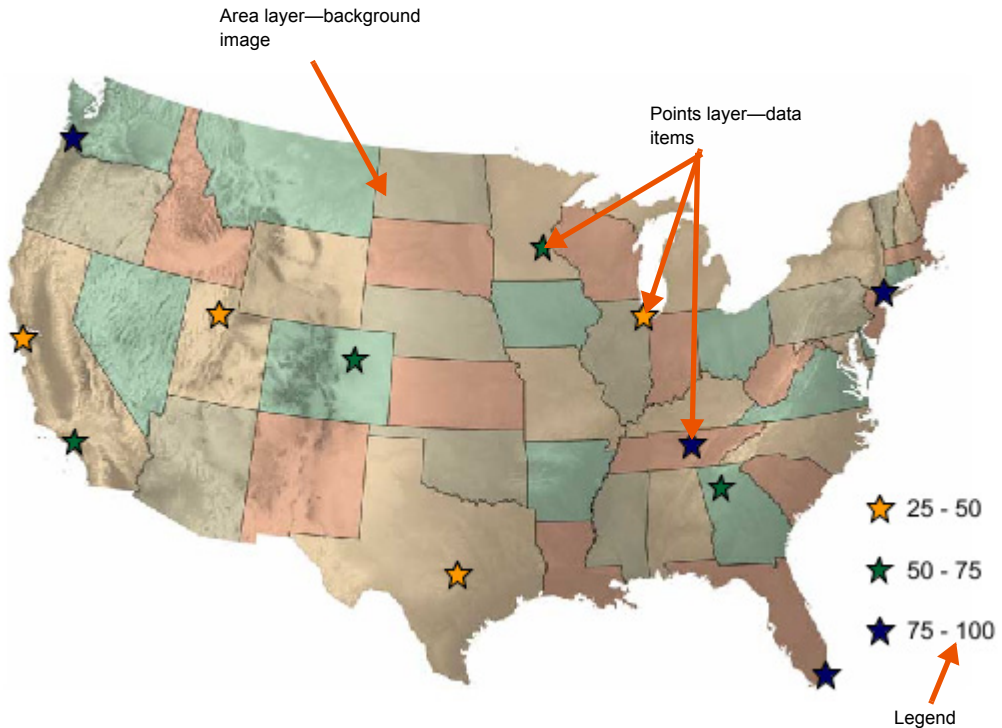 Area layer—background
image
Points layer—data
items
25 - 50
50 - 75
75 - 100
Legend